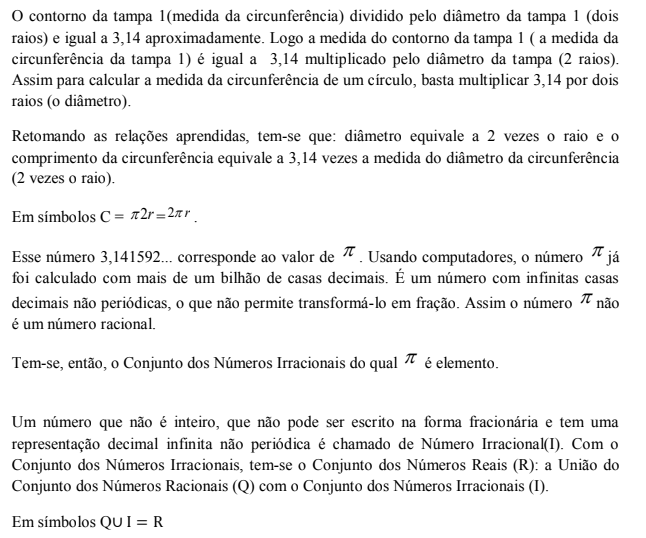 O contorno da tampa 1(medida da circunferência) dividido pelo diâmetro da tampa 1 (dois
raios) e igual a 3,14 aproximadamente. Logo a medida do contorno da tampa 1 ( a medida da
circunferência da tampa 1) é igual a 3,14 multiplicado pelo diâmetro da tampa (2 raios).
Assim para calcular a medida da circunferência de um círculo, basta multiplicar 3,14 por dois
raios (o diâmetro).
Retomando as relações aprendidas, tem-se que: diâmetro equivale a 2 vezes o raio e o
comprimento da circunferência equivale a 3,14 vezes a medida do diâmetro da circunferência
(2 vezes o raio).
Em símbolos C = π2r=2πr .
Esse número 3,141592... corresponde ao valor de π . Usando computadores, o número π já
foi calculado com mais de um bilhão de casas decimais. É um número com infinitas casas
decimais não periódicas, o que não permite transformá-lo em fração. Assim o número π não
é um número racional.
Tem-se, então, o Conjunto dos Números Irracionais do qual π é elemento.
Um número que não é inteiro, que não pode ser escrito na forma fracionária e tem uma
representação decimal infinita não periódica é chamado de Número Irracional(I). Com o
Conjunto dos Números Irracionais, tem-se o Conjunto dos Números Reais (R): a União do
Conjunto dos Números Racionais (Q) com o Conjunto dos Números Irracionais (I).
Em símbolos Q∪I = R